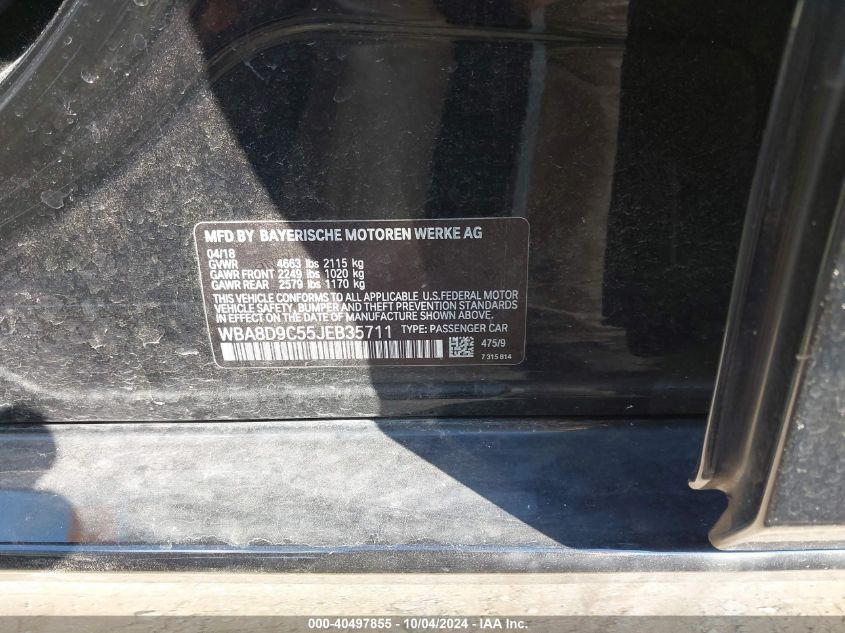 MFD BY BAYERISCHE MOTOREN WERKE AG
04/18
GVWR 4663 lbs 2115 kg
GAWR FRONT 2249 lbs 1020 kg
GAWR REAR 2579 lbs 1170 kg
THIS VEHICLE CONFORMS TO ALL APPLICABLE U.S.FEDERAL MOTOR
VEHICLE SAFETY, BUMPER AND THEFT PREVENTION STANDARDS
IN EFFECT ON THE DATE OF MANUFACTURE SHOWN ABOVE.
WBA8D9C55JEB35711 TYPE: PASSENGER CAR
475/9
7 315 814
000-40497855 - 10/04/2024 - IAA Inc.